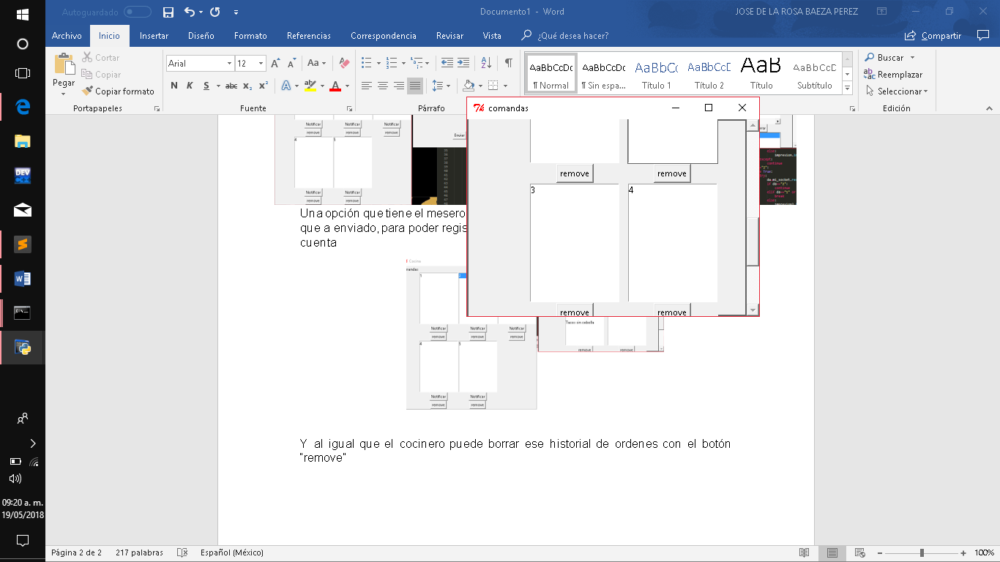 Autoguardado
Documento1 - Word
JOSE DE LA ROSA BAEZA PEREZ
Archivo Inicio Insertar Diseño Formato Referencias Correspondencia Revisar Vista ¿Qué desea hacer? Compartir
Pegar
Cortar
Copiar
Copiar formato
Portapapeles
Arial 12
Aa
N K S abc x₂ x²
Fuente
Párrafo
AaBbCcDc AaBbCcDc AaBbCc AaBbCcD AaB AaBbCcD
¶ Normal ¶ Sin espa... Título 1 Título 2 Título Subtítulo
Buscar
Reemplazar
Seleccionar
Edición
comandas
remove remove
3 4
remove remove
Notificar Notificar Notificar
remove remove remove
4 5
Notificar Notificar
remove remove
Enviar
Una opción que tiene el mesero
que a enviado, para poder regis
cuenta
Cocina
1
Notificar Notificar Notificar
remove remove remove
4 5
Notificar Notificar
remove remove
Tacos sin cebolla
remove remove
Y al igual que el cocinero puede borrar ese historial de ordenes con el botón
"remove"
DEV
09:20 a. m.
19/05/2018
Página 2 de 2 217 palabras Español (México) 100%